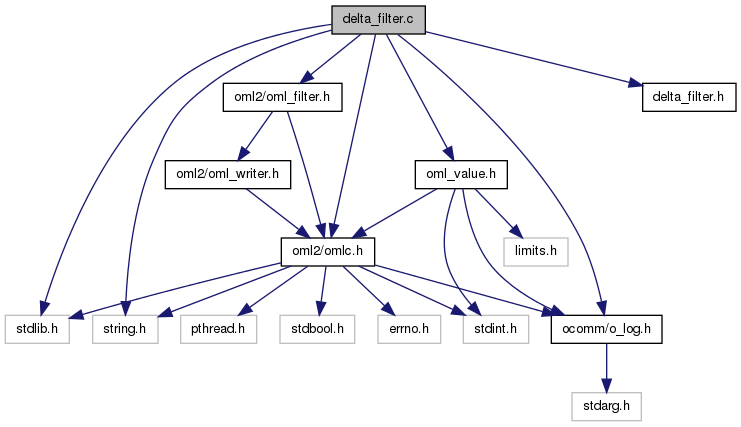 delta_filter.c
oml2/oml_filter.h
delta_filter.h
oml2/oml_writer.h
oml_value.h
oml2/omlc.h
limits.h
stdlib.h
string.h
pthread.h
stdbool.h
errno.h
stdint.h
ocomm/o_log.h
stdarg.h